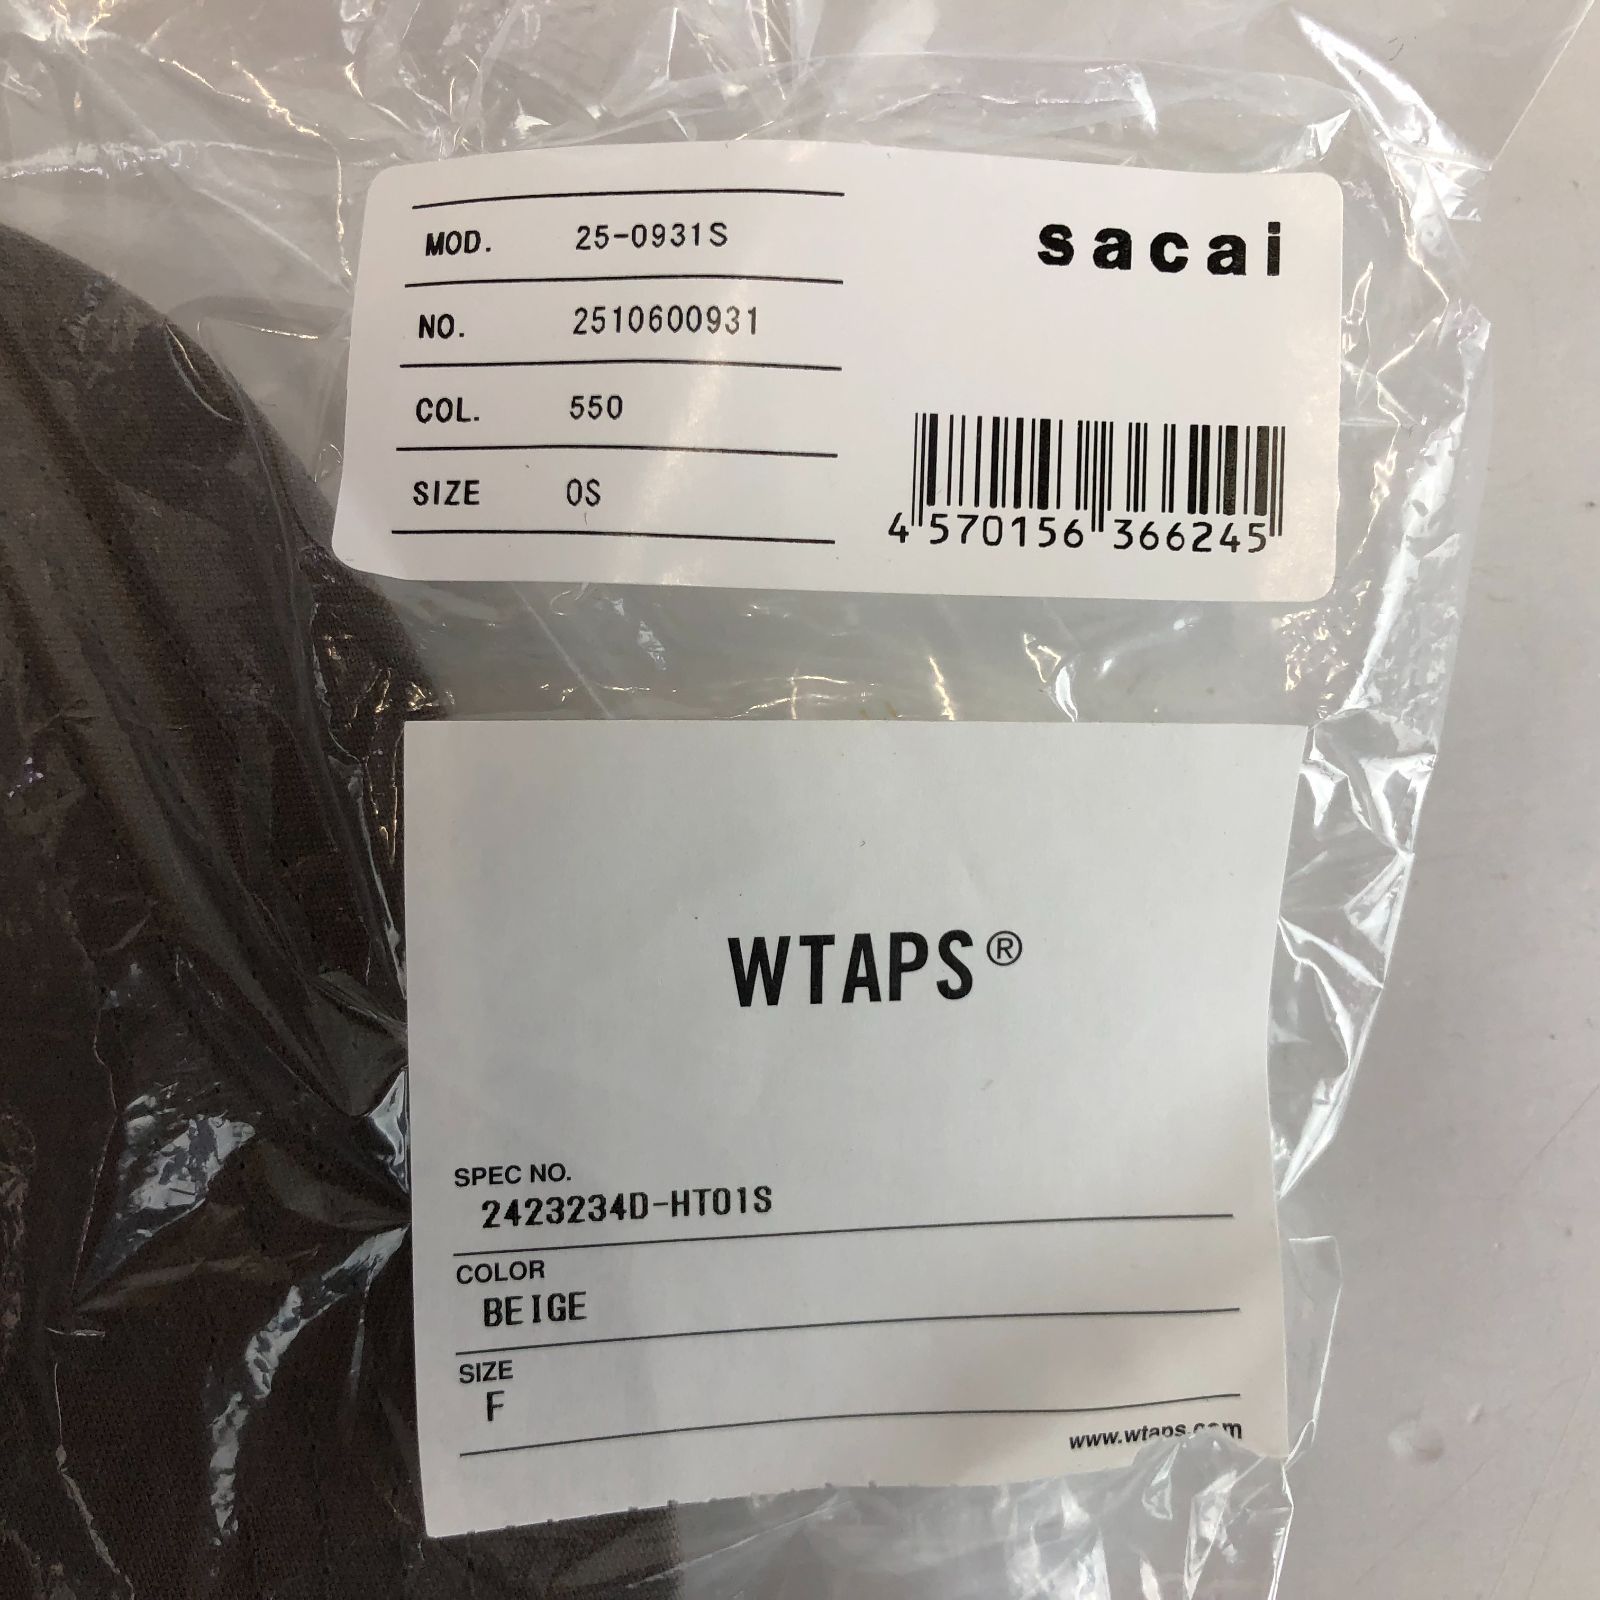 sacai
MOD. 25-0931S
NO. 2510600931
COL. 550
SIZE OS
4 570156 366245
WTAPS®
SPEC NO.
2423234D-HT01S
COLOR
BEIGE
SIZE
F
www.wtaps.com